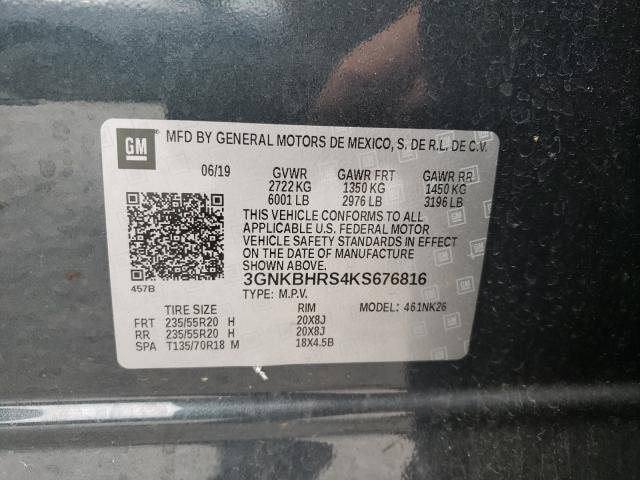 GM MFD BY GENERAL MOTORS DE MEXICO, S. DE R.L. DE C.V.
06/19 GVWR GAWR FRT GAWR RR
2722 KG 1350 KG 1450 KG
6001 LB 2976 LB 3196 LB
THIS VEHICLE CONFORMS TO ALL
APPLICABLE U.S. FEDERAL MOTOR
VEHICLE SAFETY STANDARDS IN EFFECT
ON THE DATE OF MANUFACTURE
SHOWN ABOVE.
3GNKBHRS4KS676816
457B TYPE: M.P.V.
TIRE SIZE RIM MODEL: 461NK26
FRT 235/55R20 H 20X8J
RR 235/55R20 H 20X8J
SPA T135/70R18 M 18X4.5B